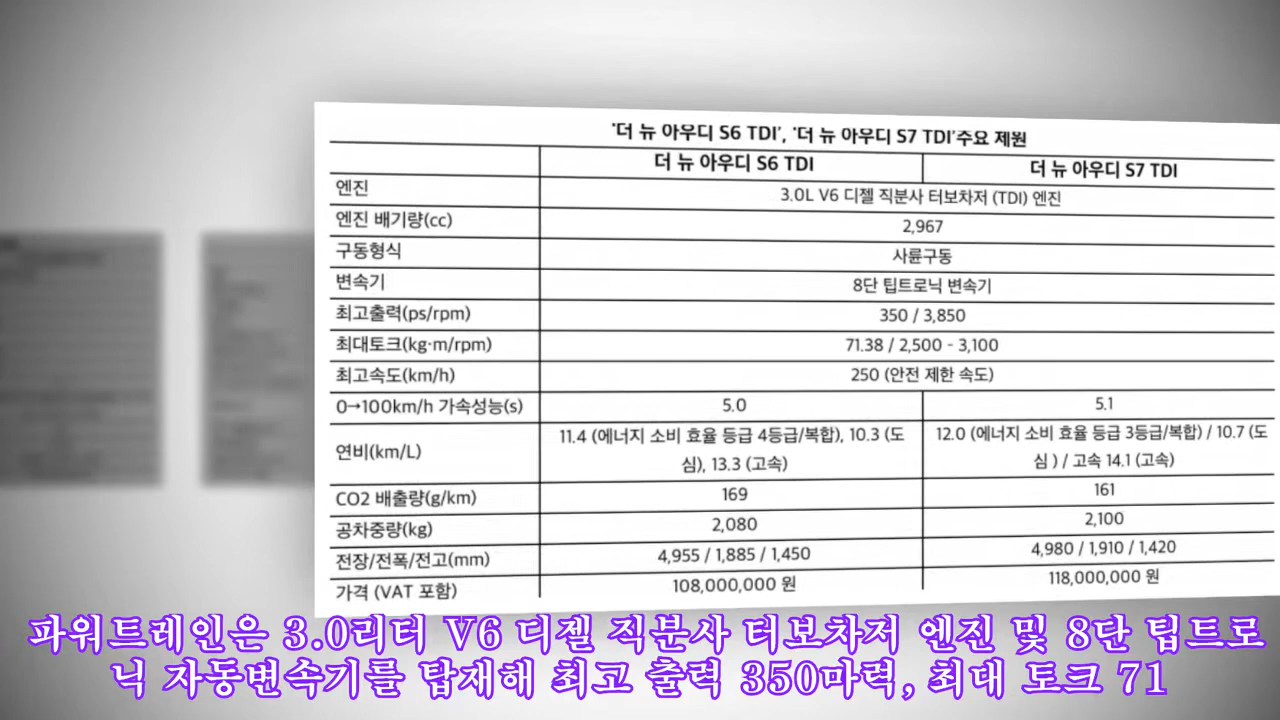 '더 뉴 아우디 S6 TDI', '더 뉴 아우디 S7 TDI'주요 제원
더 뉴 아우디 S6 TDI 더 뉴 아우디 S7 TDI
엔진 3.0L V6 디젤 직분사 터보차저 (TDI) 엔진
엔진 배기량(cc) 2,967
구동형식 사륜구동
변속기 8단 팁트로닉 변속기
최고출력(ps/rpm) 350 / 3,850
최대토크(kg·m/rpm) 71.38 / 2,500 - 3,100
최고속도(km/h) 250 (안전 제한 속도)
0→100km/h 가속성능(s) 5.0 5.1
연비(km/L) 11.4 (에너지 소비 효율 등급 4등급/복합), 10.3 (도 12.0 (에너지 소비 효율 등급 3등급/복합) / 10.7 (도
심), 13.3 (고속) 심 ) / 고속 14.1 (고속)
CO2 배출량(g/km) 169 161
공차중량(kg) 2,080 2,100
전장/전폭/전고(mm) 4,955 / 1,885 / 1,450 4,980 / 1,910 / 1,420
가격 (VAT 포함) 108,000,000 원 118,000,000 원
파워트레인은 3.0리터 V6 디젤 직분사 터보차저 엔진 및 8단 팁트로
닉 자동변속기를 탑재해 최고 출력 350마력, 최대 토크 71